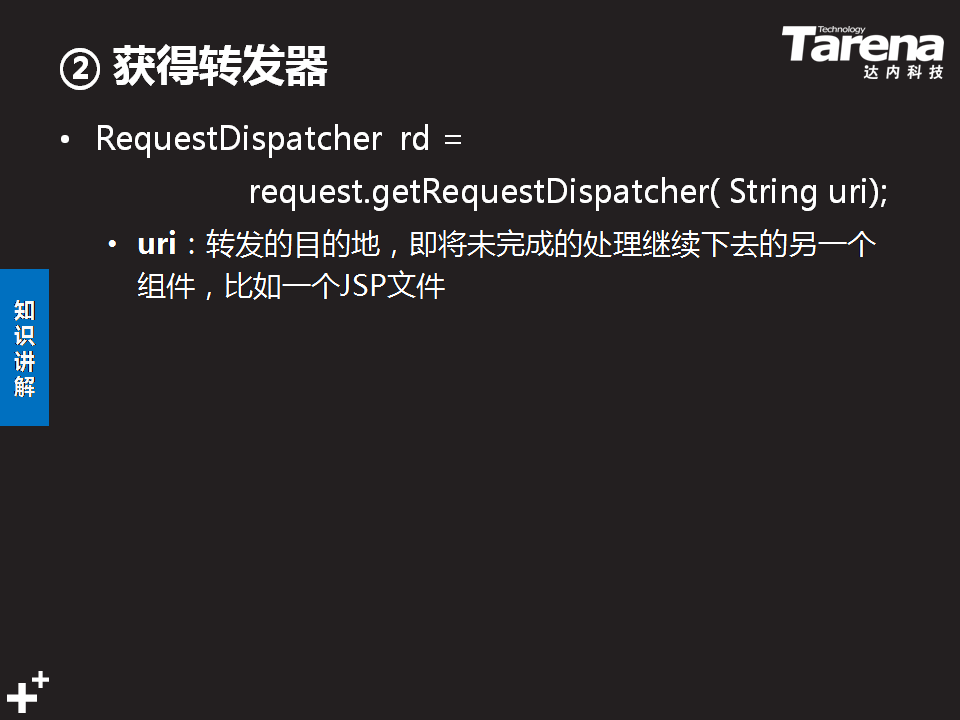 ② 获得转发器
Technology
Tarena
达内科技
• RequestDispatcher rd =
request.getRequestDispatcher( String uri);
• uri：转发的目的地，即将未完成的处理继续下去的另一个
组件，比如一个JSP文件
知识讲解